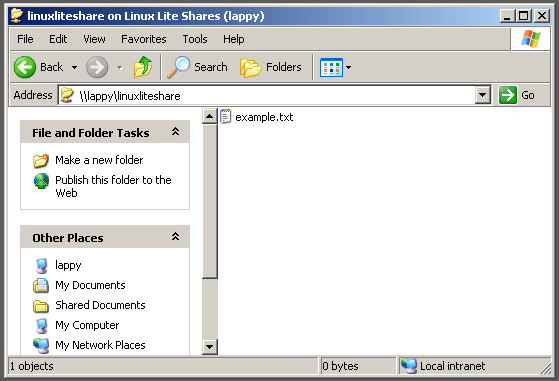 linuxliteshare on Linux Lite Shares (lappy)
File Edit View Favorites Tools Help
Back Search Folders
Address \\lappy\linuxliteshare Go
File and Folder Tasks
Make a new folder
Publish this folder to the
Web
Other Places
lappy
My Documents
Shared Documents
My Computer
My Network Places
example.txt
1 objects 0 bytes Local intranet